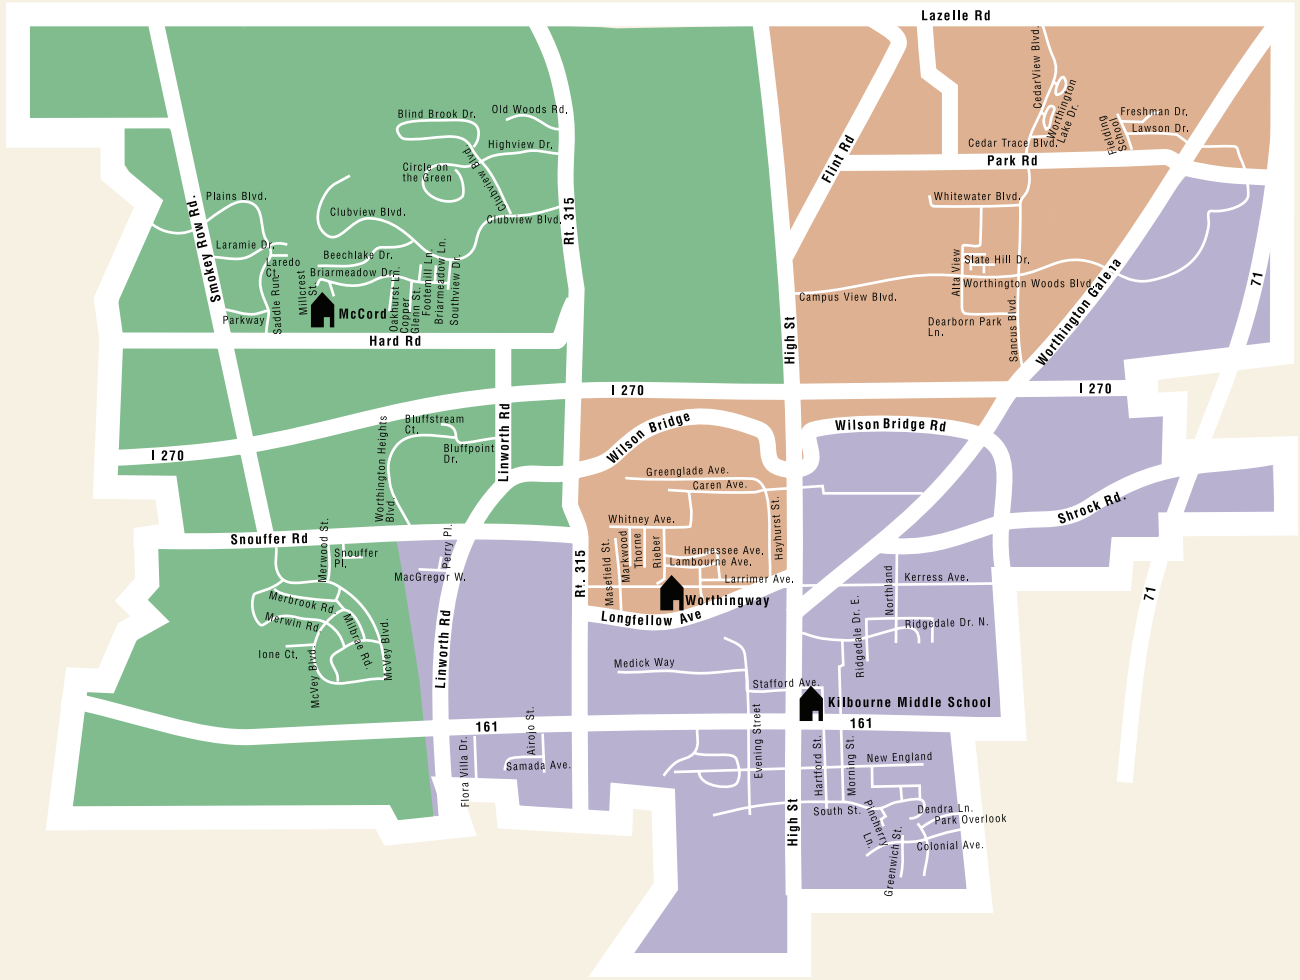 Lazelle Rd
CedarView Blvd.
Worthington
Lake Dr.
Freshman Dr.
Lawson Dr.
Fielding
School
Cedar Trace Blvd.
Park Rd
Flint Rd
Blind Brook Dr.
Old Woods Rd.
Highview Dr.
Clubview Blvd.
Circle on
the Green
Clubview Blvd.
Clubview Blvd.
Rt. 315
Plains Blvd.
Smokey Row Rd.
Laramie Dr.
Laredo
Ct.
Saddle Run
Parkway
Beechlake Dr.
Briarmeadow Dr.
Millcrest
St.
McCord
Oakhurst Ln.
Copper
Glenn St.
Footemill Ln.
Briarmeadow Ln.
Southview Dr.
Hard Rd
Whitewater Blvd.
Alta View
Slate Hill Dr.
Worthington Woods Blvd.
Campus View Blvd.
Dearborn Park
Ln.
Sancus Blvd.
Worthington Gale 1a
71
High St
I 270
I 270
I 270
Linworth Rd
Bluffstream
Ct.
Bluffpoint
Dr.
Worthington Heights
Blvd.
Wilson Bridge
Wilson Bridge Rd
Greenglade Ave.
Caren Ave.
Hayhurst St.
Whitney Ave.
Masefield St.
Markwood
Thorne
Rieber
Hennessee Ave.
Lambourne Ave.
Larrimer Ave.
Worthingway
Longfellow Ave
Rt. 315
Shrock Rd.
71
Snouffer Rd
Merwood St.
Snouffer
Pl.
Perry Pl.
MacGregor W.
Merbrook Rd.
Merwin Rd
Milbrae Rd.
McVey Blvd.
Ione Ct.
McVey Blvd.
Linworth Rd
Kerress Ave.
Northland
Ridgedale Dr. E.
Ridgedale Dr. N.
Medick Way
Stafford Ave.
Kilbourne Middle School
161
161
Airojo St.
Samada Ave.
Flora Villa Dr.
Evening Street
Hartford St.
Morning St.
New England
High St
South St.
Pincherry
Ln.
Dendra Ln.
Park Overlook
Colonial Ave.
Greenwich St.